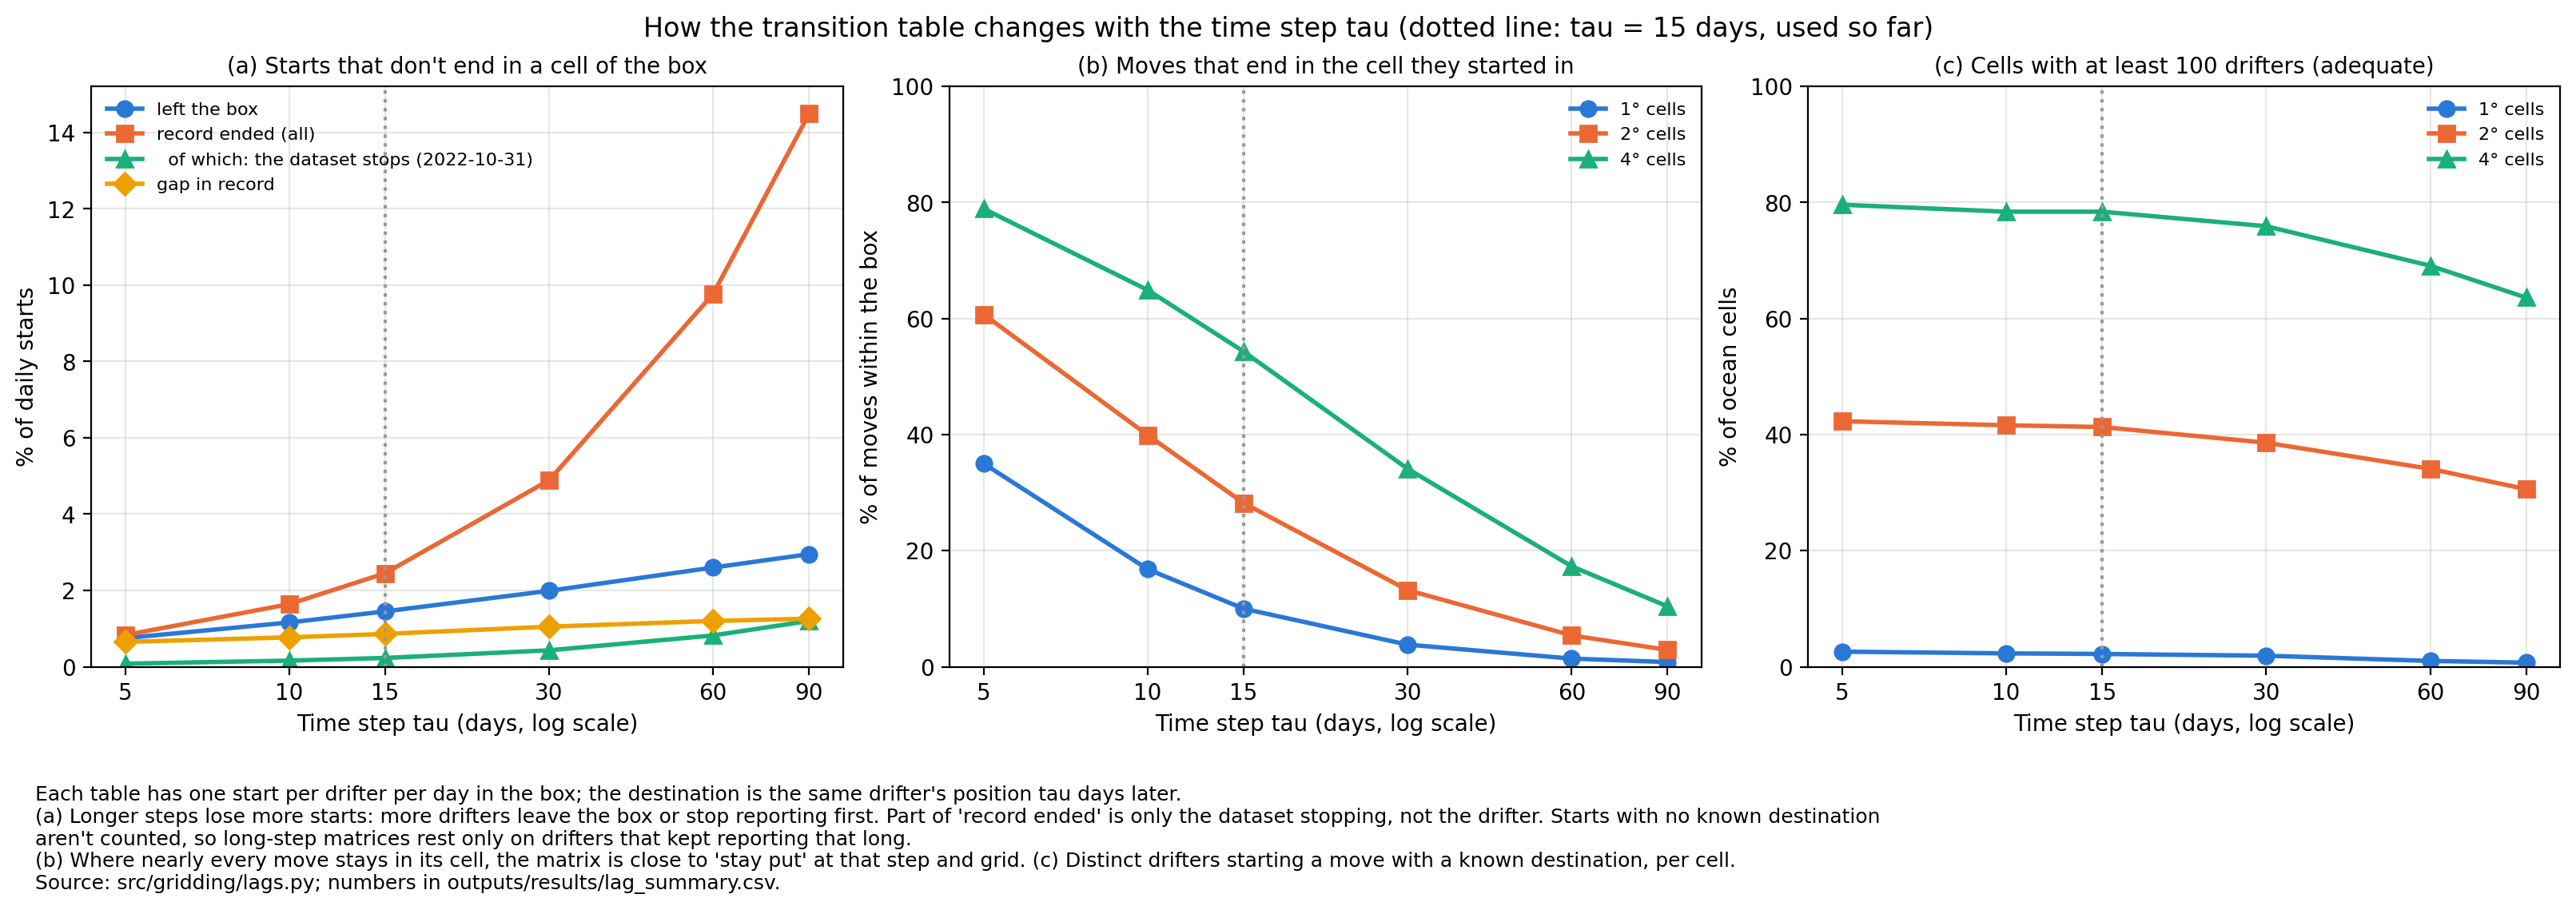 How the transition table changes with the time step tau (dotted line: tau = 15 days, used so far)
(a) Starts that don't end in a cell of the box
% of daily starts
14
12
10
8
6
4
2
0
left the box
record ended (all)
of which: the dataset stops (2022-10-31)
gap in record
5 10 15 30 60 90
Time step tau (days, log scale)
(b) Moves that end in the cell they started in
% of moves within the box
100
80
60
40
20
0
1° cells
2° cells
4° cells
5 10 15 30 60 90
Time step tau (days, log scale)
(c) Cells with at least 100 drifters (adequate)
% of ocean cells
100
80
60
40
20
0
1° cells
2° cells
4° cells
5 10 15 30 60 90
Time step tau (days, log scale)
Each table has one start per drifter per day in the box; the destination is the same drifter's position tau days later.
(a) Longer steps lose more starts: more drifters leave the box or stop reporting first. Part of 'record ended' is only the dataset stopping, not the drifter. Starts with no known destination
aren't counted, so long-step matrices rest only on drifters that kept reporting that long.
(b) Where nearly every move stays in its cell, the matrix is close to 'stay put' at that step and grid. (c) Distinct drifters starting a move with a known destination, per cell.
Source: src/gridding/lags.py; numbers in outputs/results/lag_summary.csv.